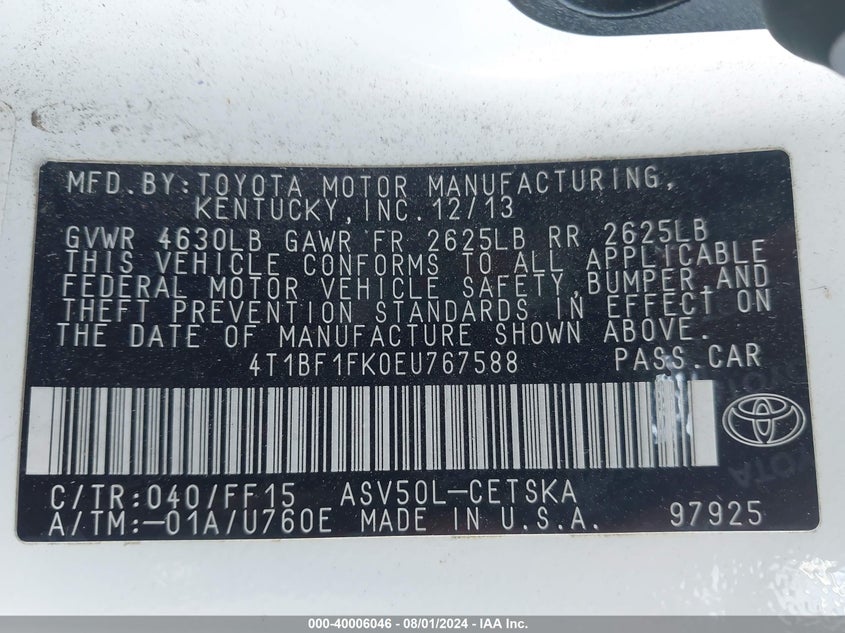 MFD.BY:TOYOTA MOTOR MANUFACTURING,
KENTUCKY,INC.12/13
GVWR 4630LB GAWR FR 2625LB RR 2625LB
THIS VEHICLE CONFORMS TO ALL APPLICABLE
FEDERAL MOTOR VEHICLE SAFETY,BUMPER,AND
THEFT PREVENTION STANDARDS IN EFFECT ON
THE DATE OF MANUFACTURE SHOWN ABOVE.
4T1BF1FK0EU767588 PASS.CAR
C/TR:040/FF15 ASV50L-CETSKA
A/TM:-01A/U760E MADE IN U.S.A. 97925
TOYOTA
TOYOTA
000-40006046 - 08/01/2024 - IAA Inc.